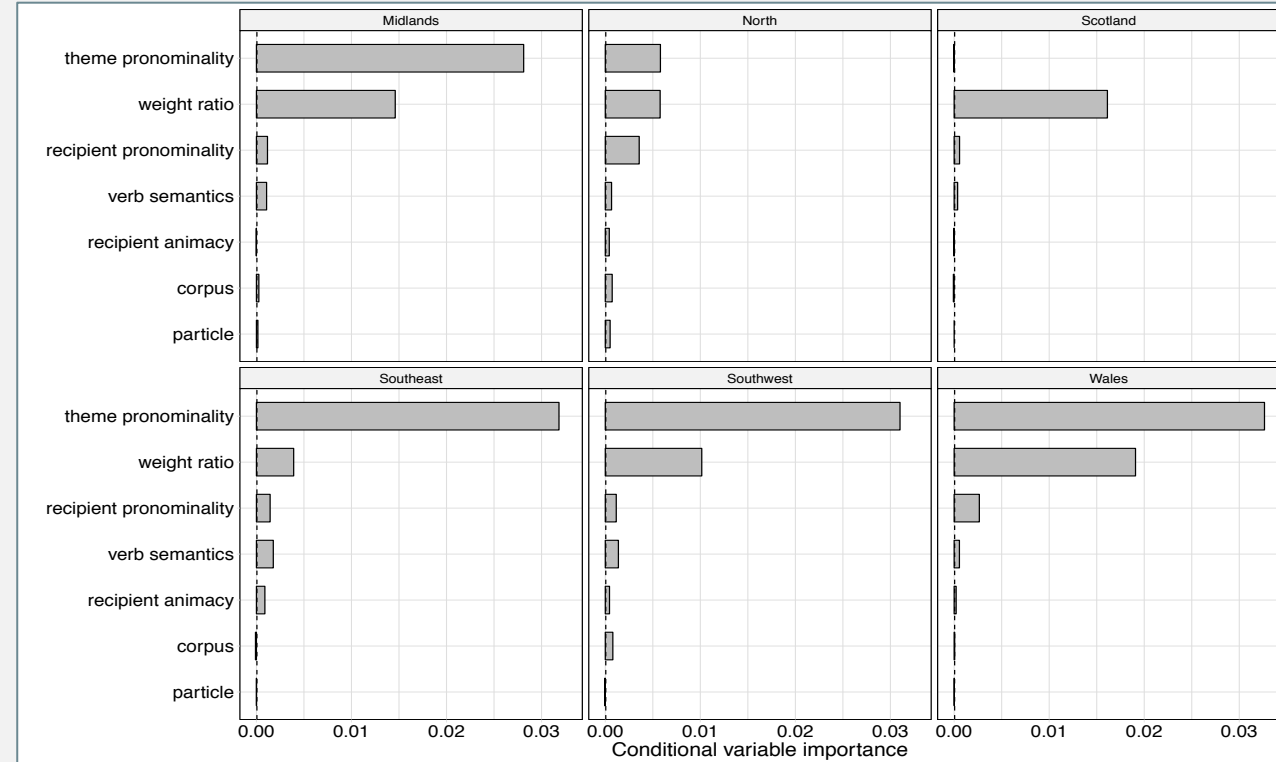 Midlands North Scotland
theme pronominality
weight ratio
recipient pronominality
verb semantics
recipient animacy
corpus
particle
Southeast Southwest Wales
theme pronominality
weight ratio
recipient pronominality
verb semantics
recipient animacy
corpus
particle
0.00 0.01 0.02 0.03 0.00 0.01 0.02 0.03 0.00 0.01 0.02 0.03
Conditional variable importance